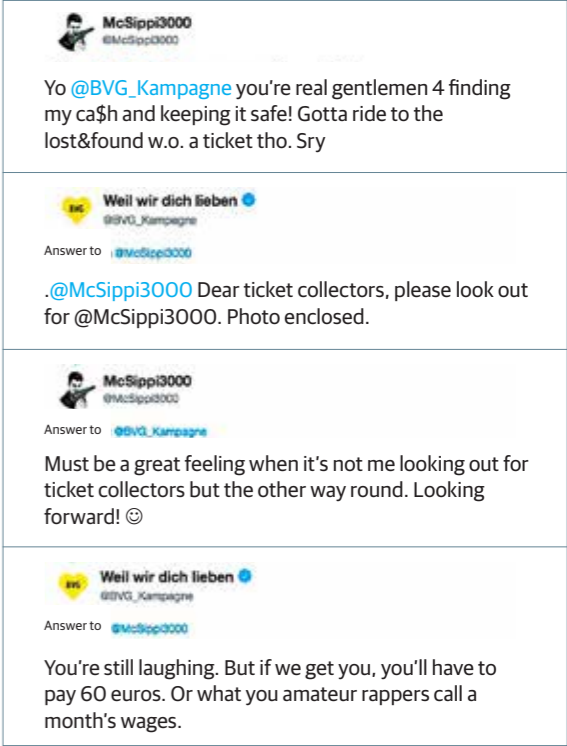 McSippi3000
@McSippi3000
Yo @BVG_Kampagne you're real gentlemen 4 finding
my ca$h and keeping it safe! Gotta ride to the
lost&found w.o. a ticket tho. Sry
BVG
Weil wir dich lieben
@BVG_Kampagne
Answer to @McSippi3000
.@McSippi3000 Dear ticket collectors, please look out
for @McSippi3000. Photo enclosed.
McSippi3000
@McSippi3000
Answer to @BVG_Kampagne
Must be a great feeling when it's not me looking out for
ticket collectors but the other way round. Looking
forward! ☺
BVG
Weil wir dich lieben
@BVG_Kampagne
Answer to @McSippi3000
You're still laughing. But if we get you, you'll have to
pay 60 euros. Or what you amateur rappers call a
month's wages.